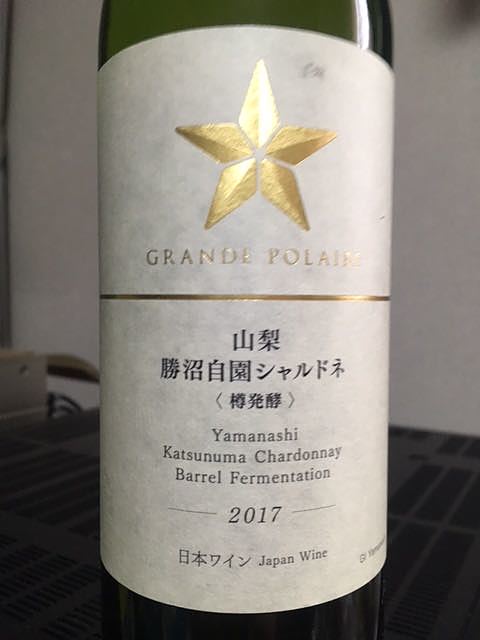 GRANDE POLAIRE
山梨
勝沼自園シャルドネ
〈 樽発酵 〉
Yamanashi
Katsunuma Chardonnay
Barrel Fermentation
2017
日本ワイン Japan Wine
GI